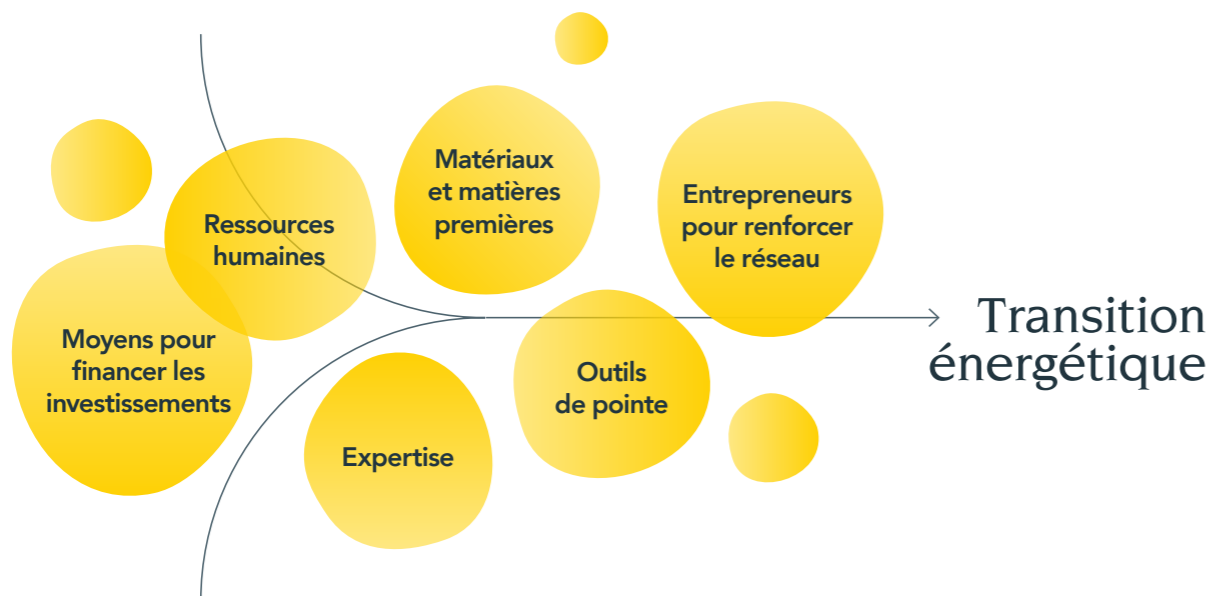 Matériaux
et matières
premières
Entrepreneurs
pour renforcer
le réseau
Ressources
humaines
Moyens pour
financer les
investissements
Outils
de pointe
Expertise
Transition
énergétique